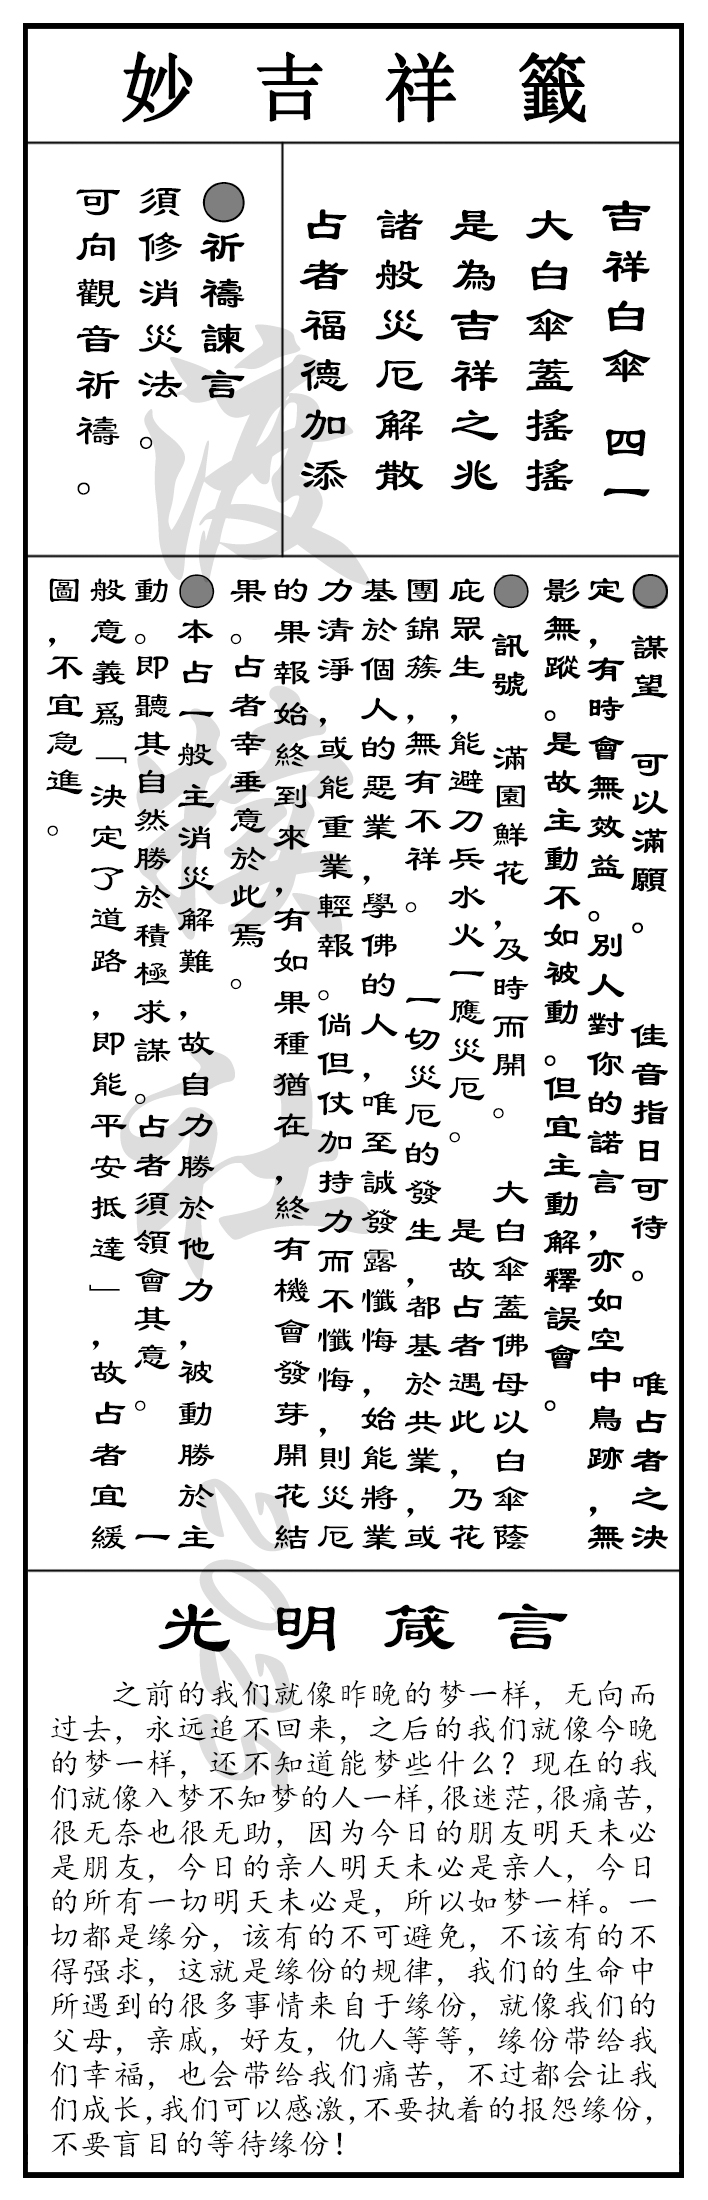 妙吉祥籤
吉祥白傘 四一
大白傘蓋搖搖
是為吉祥之兆
諸般災厄解散
占者福德加添
●祈禱諫言
須修消災法。
可向觀音祈禱。
●謀望 可以滿願。 佳音指日可待。 唯占者之決
定，有時會無效益。別人對你的諾言，亦如空中鳥跡，無
影無蹤。是故主動不如被動。但宜主動解釋誤會。
●訊號 滿園鮮花，及時而開。 大白傘蓋佛母以白傘蔭
庇眾生，能避刀兵水火一應災厄。 是故占者遇此，乃花
團錦簇，無有不祥。 一切災厄的發生，都基於共業，或
基於個人的惡業，學佛的人，唯至誠發露懺悔，始能將業
力清淨，或能重業輕報。倘但仗加持力而不懺悔，則災厄
的果報始終到來，有如果種猶在，終有機會發芽開花結
果。占者幸垂意於此焉。
●本占一般主消災解難，故自力勝於他力，被動勝於主
動。即聽其自然勝於積極求謀。占者須領會其意。 一
般意義爲「決定了道路，即能平安抵達」，故占者宜緩
圖，不宜急進。
光明箴言
之前的我们就像昨晚的梦一样，无向而
过去，永远追不回来，之后的我们就像今晚
的梦一样，还不知道能梦些什么？现在的我
们就像入梦不知梦的人一样,很迷茫,很痛苦,
很无奈也很无助，因为今日的朋友明天未必
是朋友，今日的亲人明天未必是亲人，今日
的所有一切明天未必是，所以如梦一样。一
切都是缘分，该有的不可避免，不该有的不
得强求，这就是缘份的规律，我们的生命中
所遇到的很多事情来自于缘份，就像我们的
父母，亲戚，好友，仇人等等，缘份带给我
们幸福，也会带给我们痛苦，不过都会让我
们成长,我们可以感激,不要执着的报怨缘份,
不要盲目的等待缘份！